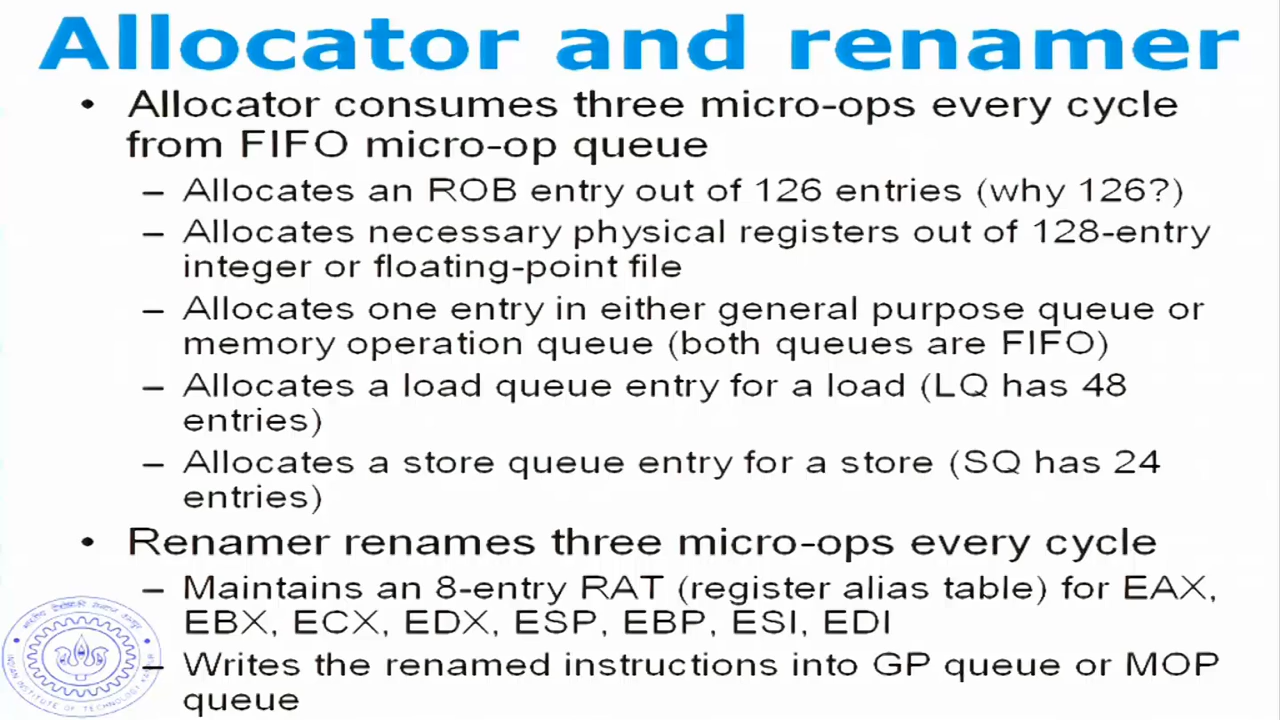 Allocator and renamer
• Allocator consumes three micro-ops every cycle
from FIFO micro-op queue
– Allocates an ROB entry out of 126 entries (why 126?)
– Allocates necessary physical registers out of 128-entry
integer or floating-point file
– Allocates one entry in either general purpose queue or
memory operation queue (both queues are FIFO)
– Allocates a load queue entry for a load (LQ has 48
entries)
– Allocates a store queue entry for a store (SQ has 24
entries)
• Renamer renames three micro-ops every cycle
– Maintains an 8-entry RAT (register alias table) for EAX,
EBX, ECX, EDX, ESP, EBP, ESI, EDI
– Writes the renamed instructions into GP queue or MOP
queue
INDIAN INSTITUTE OF TECHNOLOGY